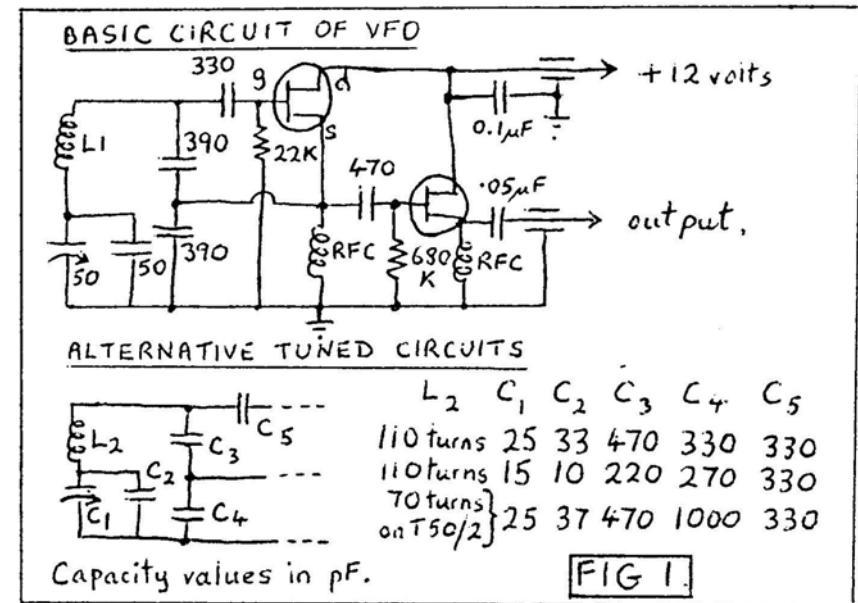 BASIC CIRCUIT OF VFO
330
g
d
+12 volts
L1
390
22K
s
0.1µF
470
.05µF
output.
50
50
390
RFC
680
K
RFC
ALTERNATIVE TUNED CIRCUITS
L2 C1 C2 C3 C4 C5
110 turns 25 33 470 330 330
110 turns 15 10 220 270 330
70 turns
on T50/2 } 25 37 470 1000 330
C5
L2
C3
C2
C1
C4
Capacity values in pF.
FIG 1.